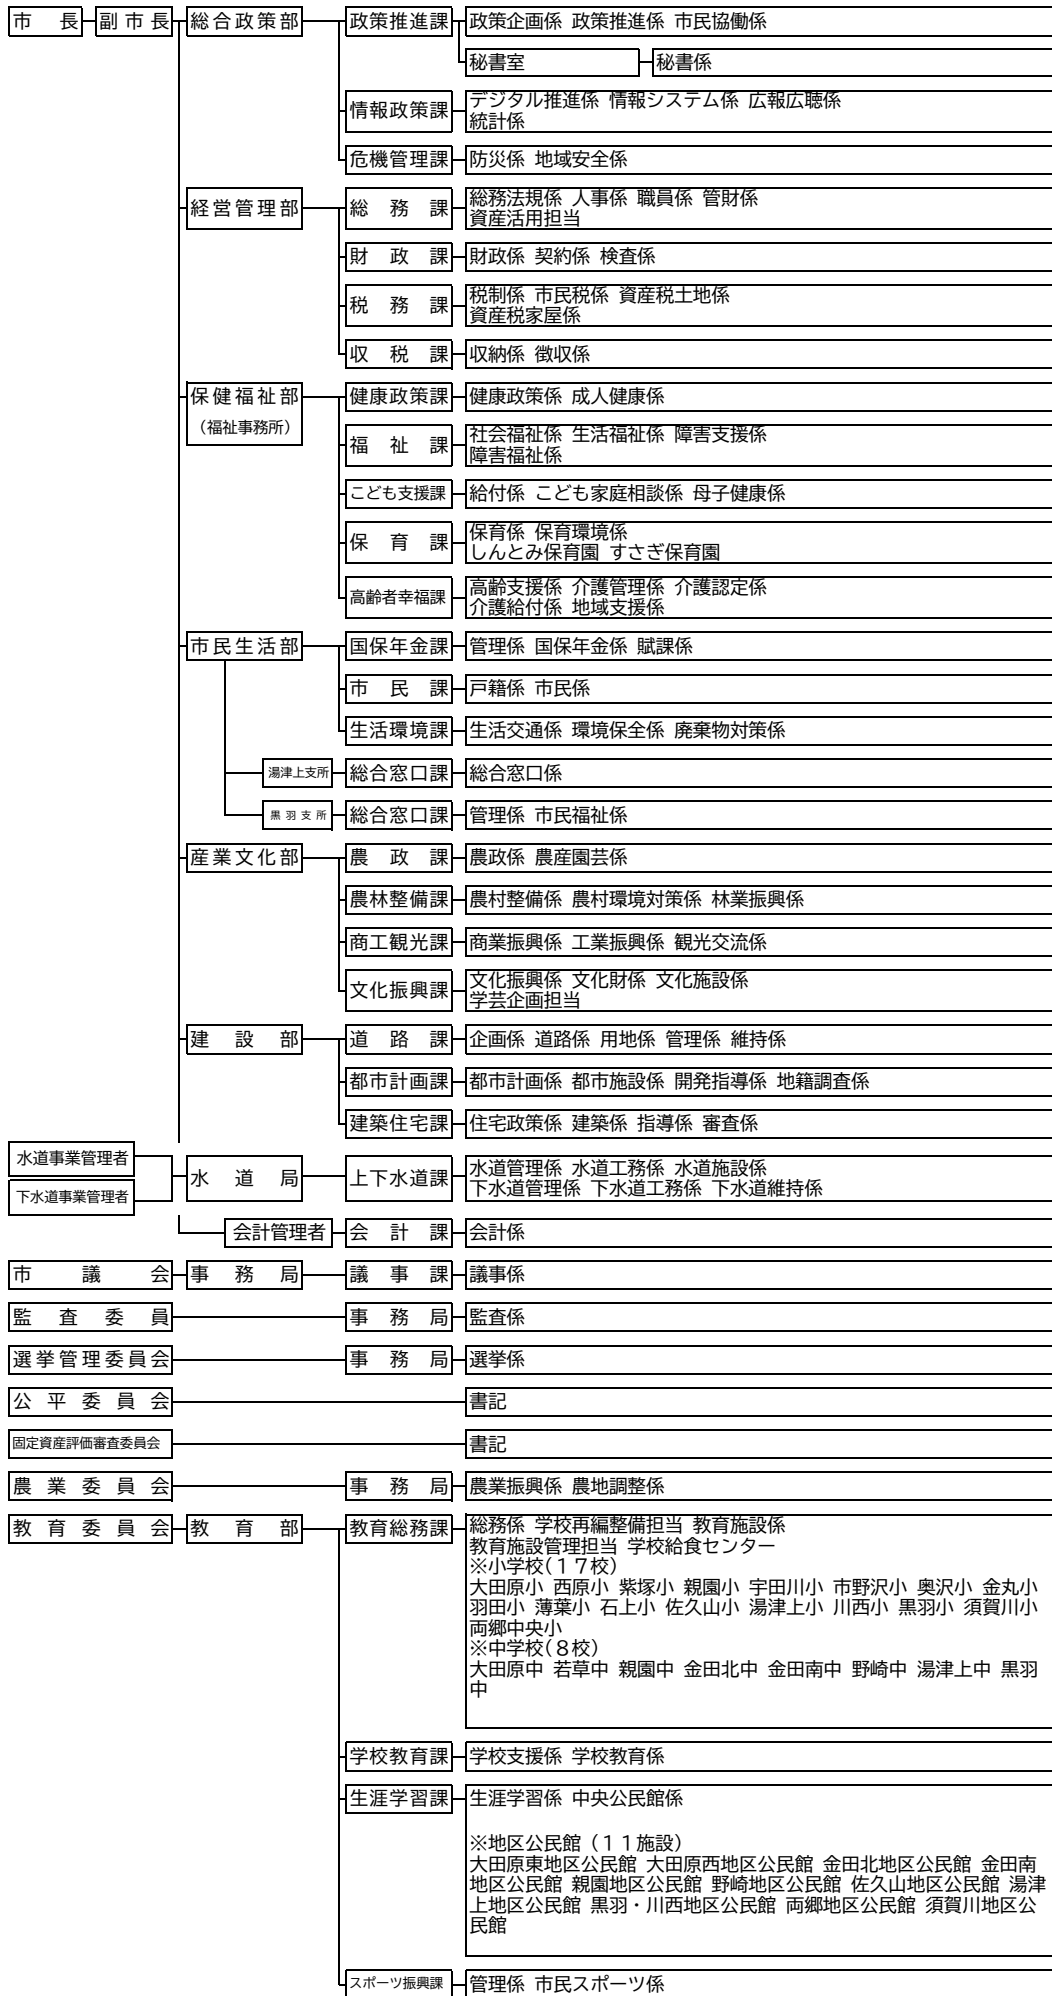 市長 副市長 総合政策部 政策推進課 政策企画係 政策推進係 市民協働係
秘書室 秘書係
情報政策課 デジタル推進係 情報システム係 広報広聴係
統計係
危機管理課 防災係 地域安全係
経営管理部 総務課 総務法規係 人事係 職員係 管財係
資産活用担当
財政課 財政係 契約係 検査係
税務課 税制係 市民税係 資産税土地係
資産税家屋係
収税課 収納係 徴収係
保健福祉部 健康政策課 健康政策係 成人健康係
（福祉事務所）
福祉課 社会福祉係 生活福祉係 障害支援係
障害福祉係
こども支援課 給付係 こども家庭相談係 母子健康係
保育課 保育係 保育環境係
しんとみ保育園 すさぎ保育園
高齢者幸福課 高齢支援係 介護管理係 介護認定係
介護給付係 地域支援係
市民生活部 国保年金課 管理係 国保年金係 賦課係
市民課 戸籍係 市民係
生活環境課 生活交通係 環境保全係 廃棄物対策係
湯津上支所 総合窓口課 総合窓口係
黒羽支所 総合窓口課 管理係 市民福祉係
産業文化部 農政課 農政係 農産園芸係
農林整備課 農村整備係 農村環境対策係 林業振興係
商工観光課 商業振興係 工業振興係 観光交流係
文化振興課 文化振興係 文化財係 文化施設係
学芸企画担当
建設部 道路課 企画係 道路係 用地係 管理係 維持係
都市計画課 都市計画係 都市施設係 開発指導係 地籍調査係
建築住宅課 住宅政策係 建築係 指導係 審査係
水道事業管理者
下水道事業管理者
水道局 上下水道課 水道管理係 水道工務係 水道施設係
下水道管理係 下水道工務係 下水道維持係
会計管理者 会計課 会計係
市議会 事務局 議事課 議事係
監査委員 事務局 監査係
選挙管理委員会 事務局 選挙係
公平委員会 書記
固定資産評価審査委員会 書記
農業委員会 事務局 農業振興係 農地調整係
教育委員会 教育部 教育総務課 総務係 学校再編整備担当 教育施設係
教育施設管理担当 学校給食センター
※小学校（１７校）
大田原小 西原小 紫塚小 親園小 宇田川小 市野沢小 奥沢小 金丸小
羽田小 薄葉小 石上小 佐久山小 湯津上小 川西小 黒羽小 須賀川小
両郷中央小
※中学校（８校）
大田原中 若草中 親園中 金田北中 金田南中 野崎中 湯津上中 黒羽
中
学校教育課 学校支援係 学校教育係
生涯学習課 生涯学習係 中央公民館係
※地区公民館（１１施設）
大田原東地区公民館 大田原西地区公民館 金田北地区公民館 金田南
地区公民館 親園地区公民館 野崎地区公民館 佐久山地区公民館 湯津
上地区公民館 黒羽・川西地区公民館 両郷地区公民館 須賀川地区公
民館
スポーツ振興課 管理係 市民スポーツ係